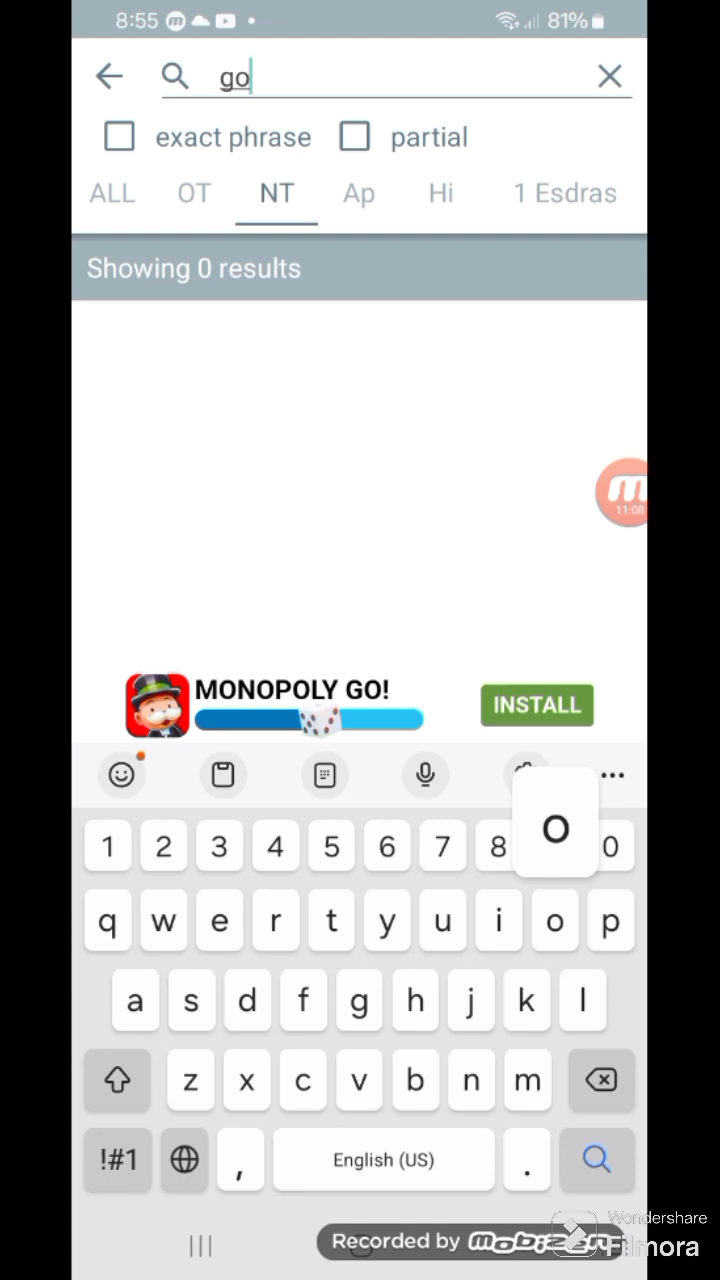 8:55 81%
go
exact phrase partial
ALL OT NT Ap Hi 1 Esdras
Showing 0 results
m
11:08
MONOPOLY GO!
INSTALL
o
1 2 3 4 5 6 7 8 0
q w e r t y u i o p
a s d f g h j k l
z x c v b n m
!#1 , English (US) .
Wondershare
Recorded by mobizen Filmora